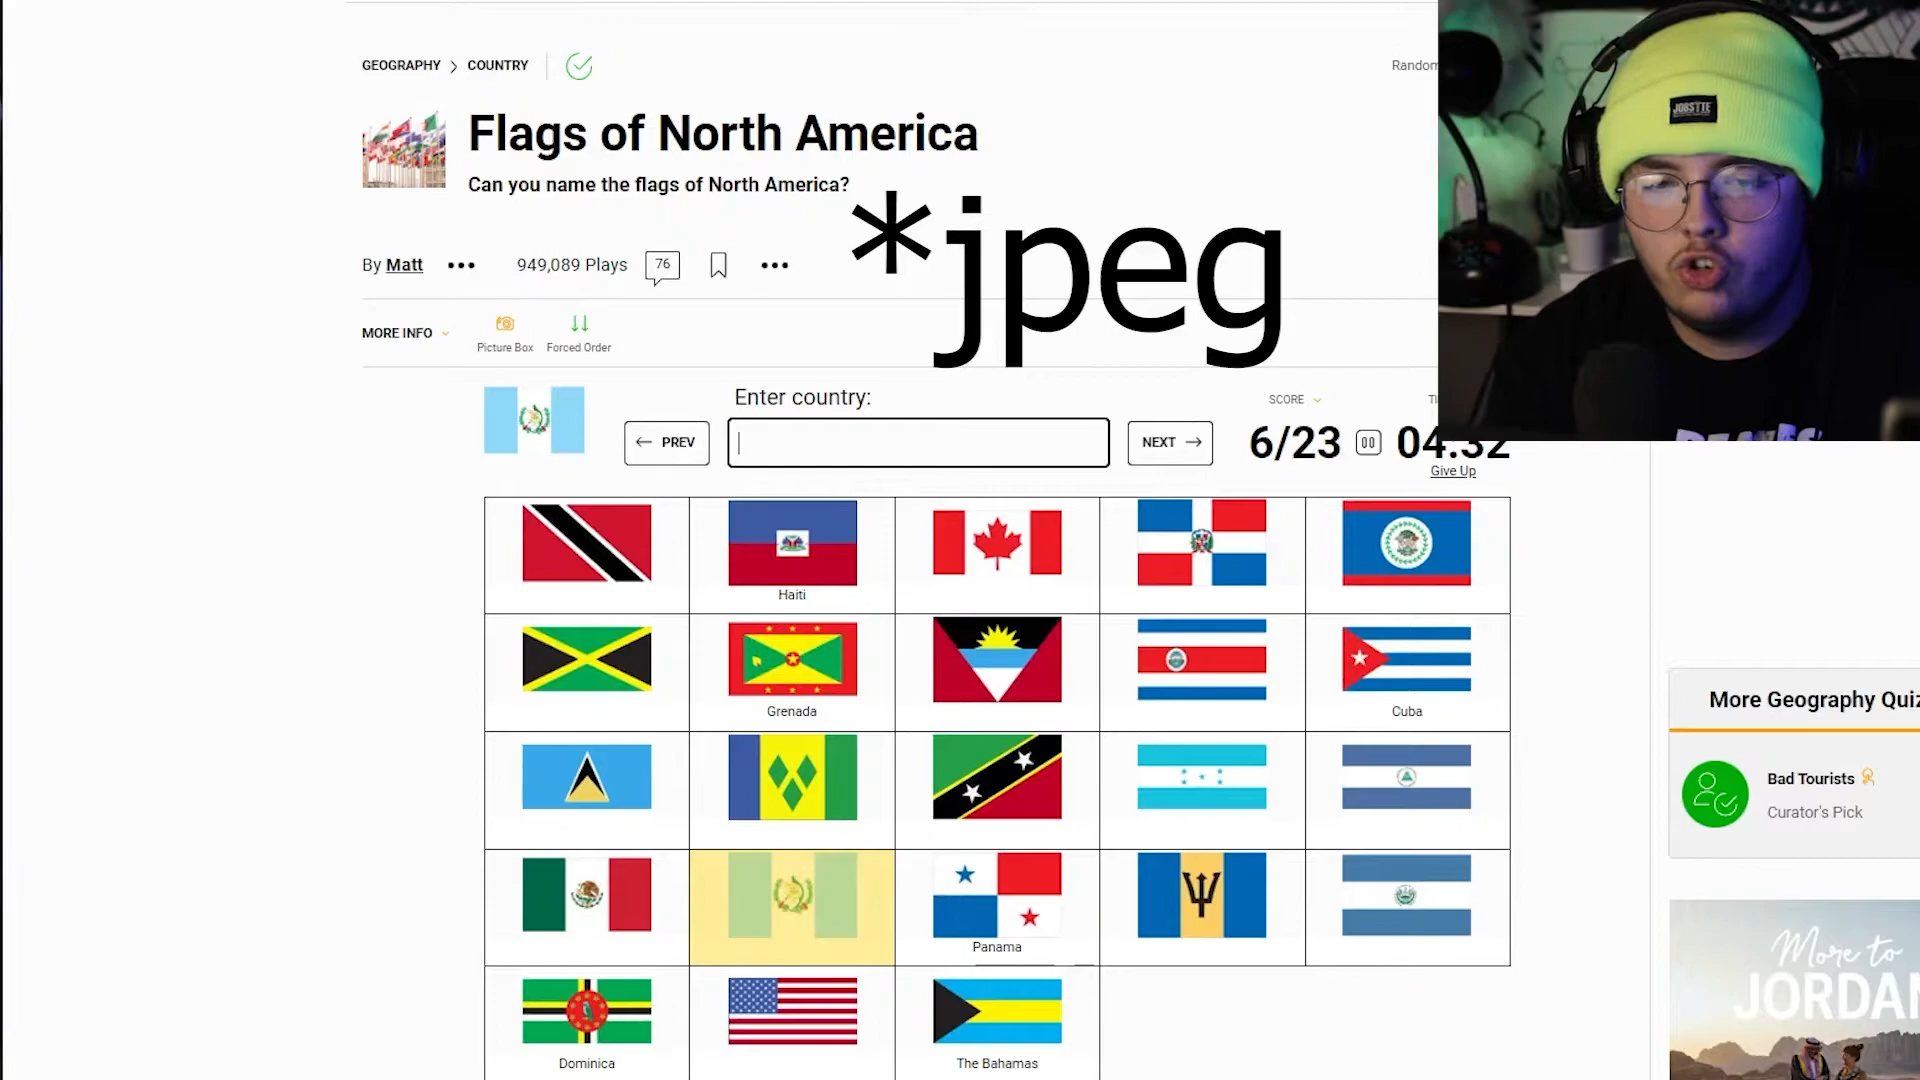 GEOGRAPHY > COUNTRY
Random
Flags of North America
Can you name the flags of North America?
*jpeg
By Matt ••• 949,089 Plays 76 •••
MORE INFO
Picture Box Forced Order
Enter country:
SCORE
← PREV
NEXT →
6/23
04:32
Give Up
Haiti
Grenada
Cuba
Panama
Dominica
The Bahamas
More Geography Quiz
Bad Tourists
Curator's Pick
More to
JORDAN